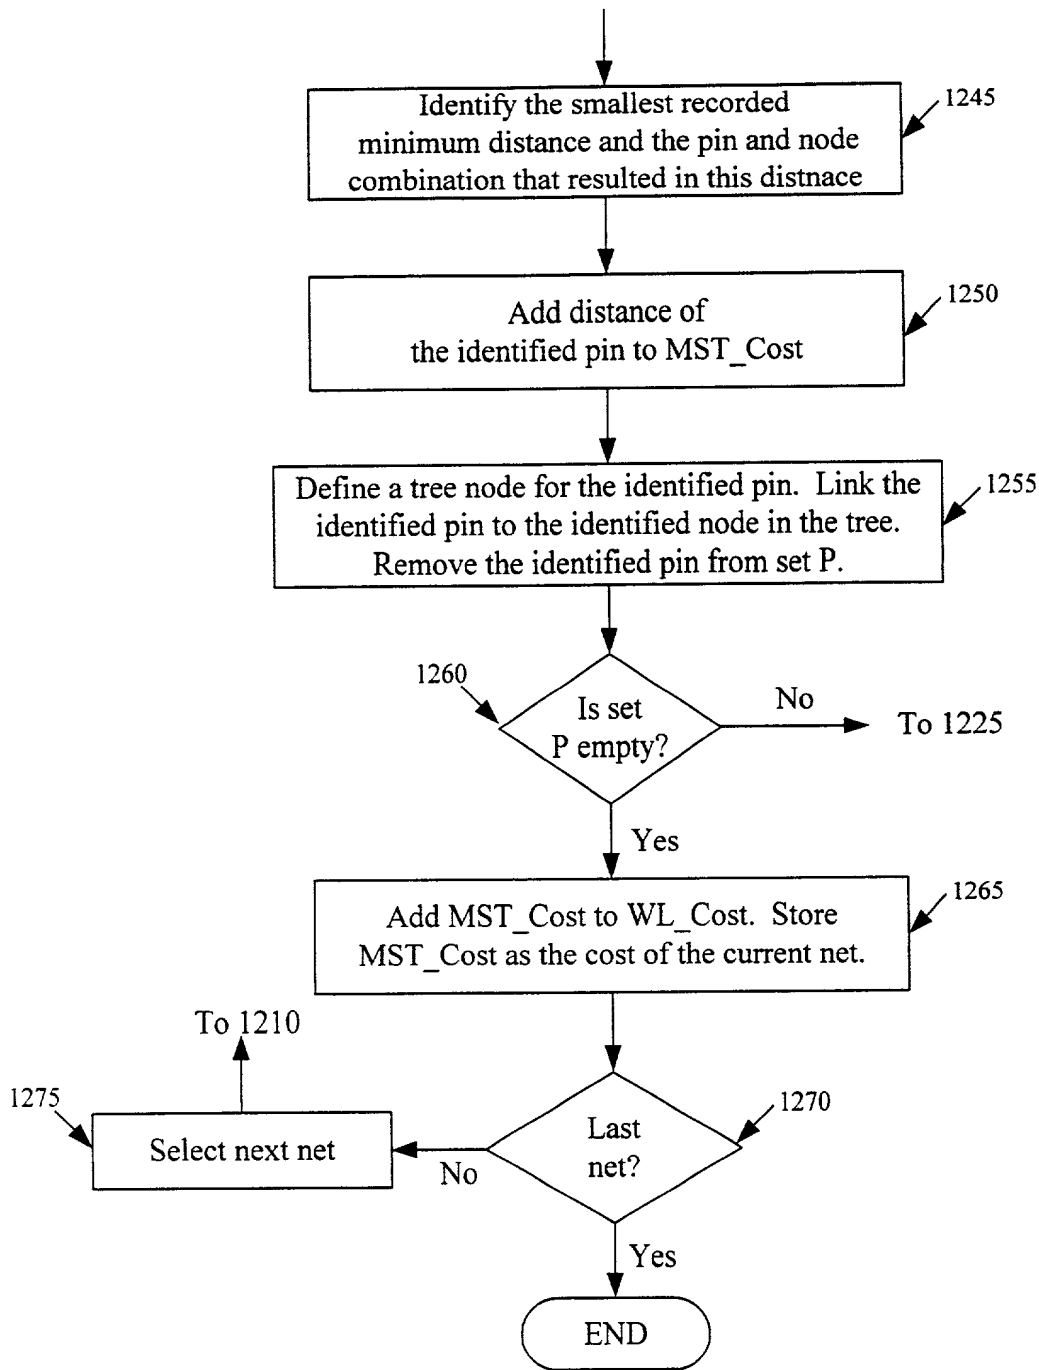 Identify the smallest recorded
minimum distance and the pin and node
combination that resulted in this distnace
1245
Add distance of
the identified pin to MST_Cost
1250
Define a tree node for the identified pin. Link the
identified pin to the identified node in the tree.
Remove the identified pin from set P.
1255
1260
Is set
P empty?
No
To 1225
Yes
Add MST_Cost to WL_Cost. Store
MST_Cost as the cost of the current net.
1265
To 1210
1275
Select next net
No
Last
net?
1270
Yes
END